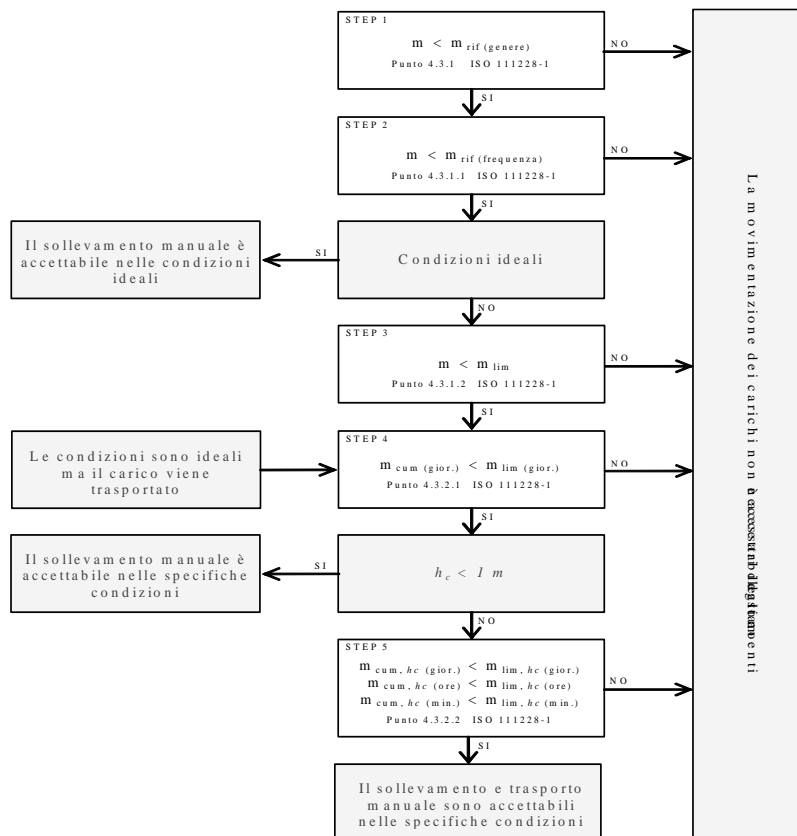 STEP 1
m < m rif (genere)
Punto 4.3.1 ISO 111228-1
NO
SI
STEP 2
m < m rif (frequenza)
Punto 4.3.1.1 ISO 111228-1
NO
SI
Il sollevamento manuale è
accettabile nelle condizioni
ideali
SI
Condizioni ideali
NO
STEP 3
m < m lim
Punto 4.3.1.2 ISO 111228-1
NO
SI
Le condizioni sono ideali
ma il carico viene
trasportato
STEP 4
m cum (gior.) < m lim (gior.)
Punto 4.3.2.1 ISO 111228-1
NO
SI
Il sollevamento manuale è
accettabile nelle specifiche
condizioni
SI
hc < 1 m
NO
STEP 5
m cum, hc (gior.) < m lim, hc (gior.)
m cum, hc (ore) < m lim, hc (ore)
m cum, hc (min.) < m lim, hc (min.)
Punto 4.3.2.2 ISO 111228-1
NO
SI
Il sollevamento e trasporto
manuale sono accettabili
nelle specifiche condizioni
La movimentazione dei carichi non è